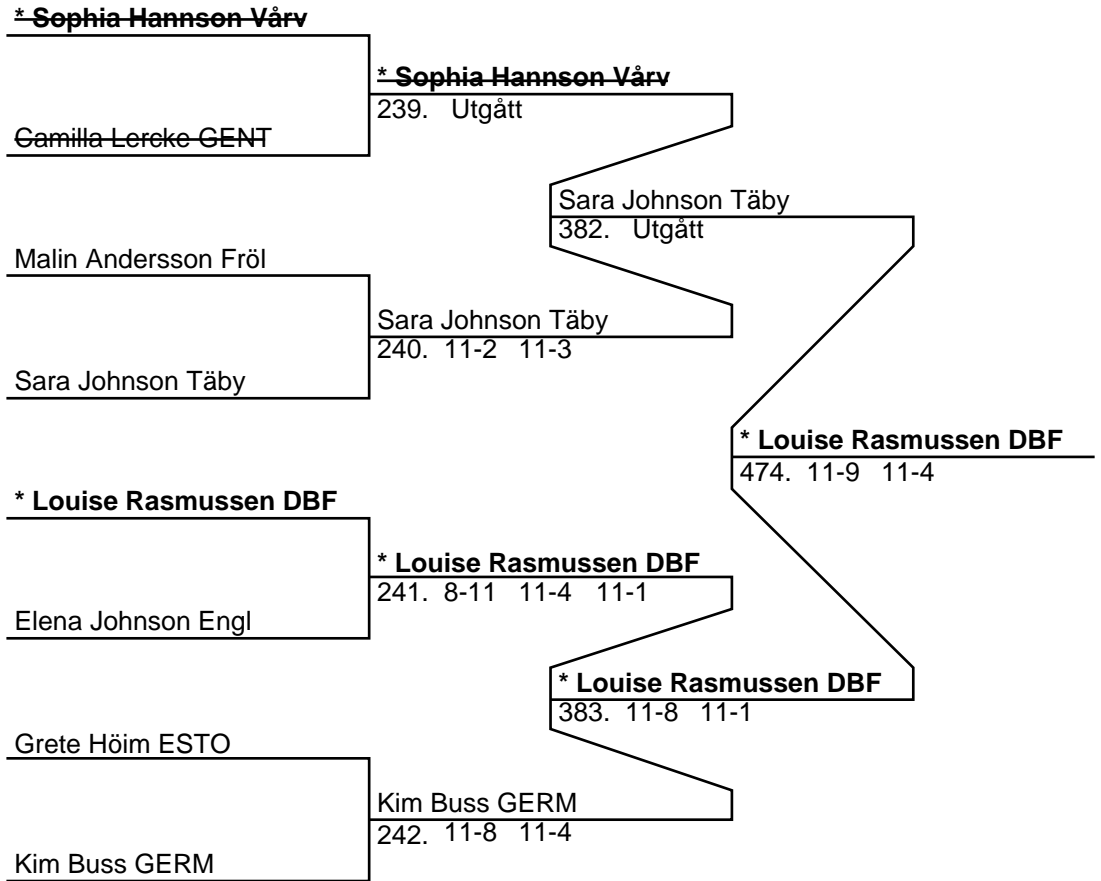 * Sophia Hannson Vårv
* Sophia Hannson Vårv
239. Utgått
Camilla Lercke GENT
Sara Johnson Täby
382. Utgått
Malin Andersson Fröl
Sara Johnson Täby
240. 11-2 11-3
Sara Johnson Täby
* Louise Rasmussen DBF
474. 11-9 11-4
* Louise Rasmussen DBF
* Louise Rasmussen DBF
241. 8-11 11-4 11-1
Elena Johnson Engl
* Louise Rasmussen DBF
383. 11-8 11-1
Grete Höim ESTO
Kim Buss GERM
242. 11-8 11-4
Kim Buss GERM